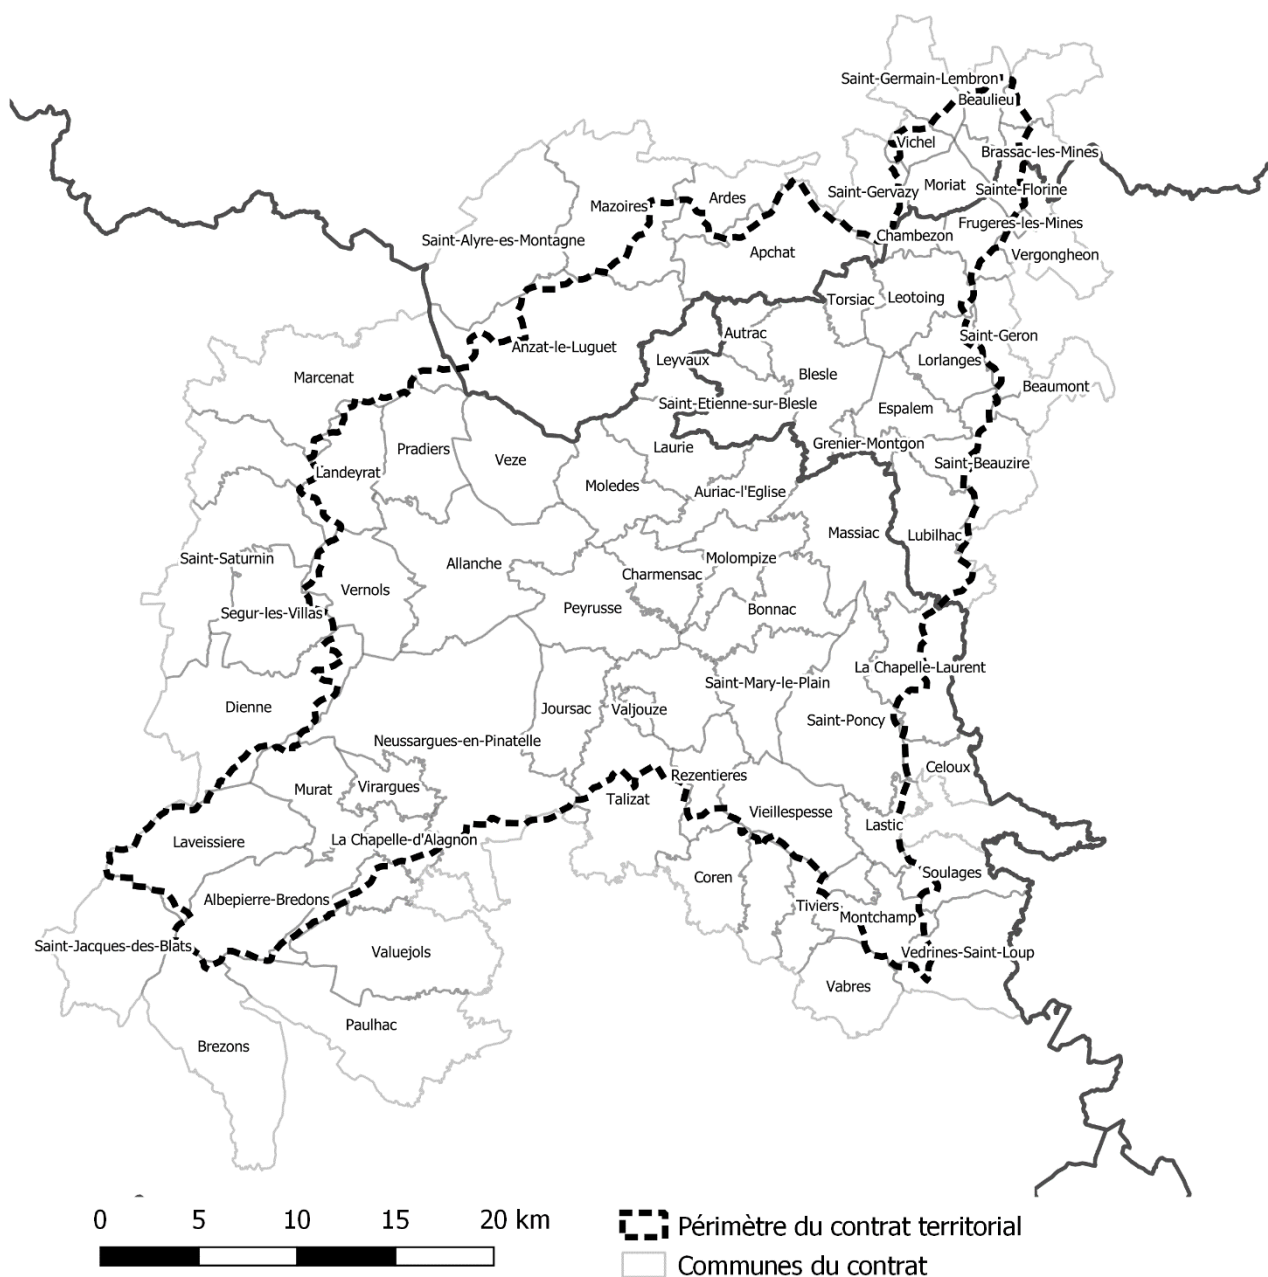 Saint-Germain-Lembron
Beaulieu
Vichel
Brassac-les-Mines
Saint-Gervazy
Moriat
Sainte-Florine
Ardes
Mazoires
Frugeres-les-Mines
Chambezon
Saint-Alyre-es-Montagne
Apchat
Vergongheon
Torsiac
Leotoing
Autrac
Saint-Geron
Anzat-le-Luguet
Leyvaux
Lorlanges
Marcenat
Blesle
Beaumont
Saint-Etienne-sur-Blesle
Espalem
Grenier-Montgon
Pradiers
Laurie
Veze
Saint-Beauzire
Landeyrat
Moledes
Auriac-l'Eglise
Massiac
Lubilhac
Saint-Saturnin
Molompize
Allanche
Charmensac
Vernols
Peyrusse
Bonnac
Segur-les-Villas
La Chapelle-Laurent
Saint-Mary-le-Plain
Dienne
Joursac
Valjouze
Saint-Poncy
Neussargues-en-Pinatelle
Celoux
Rezentieres
Murat
Virargues
Talizat
Vieillespesse
Lastic
Laveissiere
La Chapelle-d'Alagnon
Soulages
Coren
Albepierre-Bredons
Tiviers
Montchamp
Saint-Jacques-des-Blats
Valuejols
Vedrines-Saint-Loup
Vabres
Paulhac
Brezons
0 5 10 15 20 km
Périmètre du contrat territorial
Communes du contrat